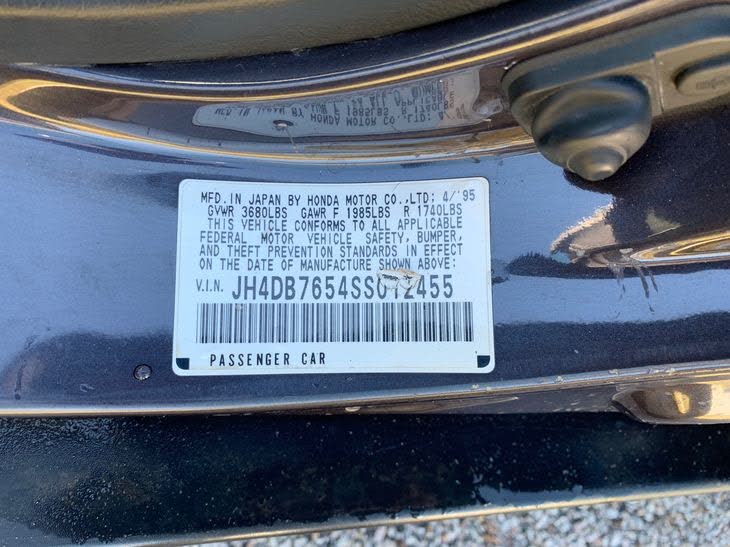 MFD.IN JAPAN BY HONDA MOTOR CO.,LTD: 4/'95
GVWR 3680LBS GAWR F 1985LBS R 1740LBS
THIS VEHICLE CONFORMS TO ALL APPLICABLE
FEDERAL MOTOR VEHICLE SAFETY, BUMPER,
AND THEFT PREVENTION STANDARDS IN EFFECT
ON THE DATE OF MANUFACTURE SHOWN ABOVE:
V.I.N. JH4DB7654SS012455
PASSENGER CAR